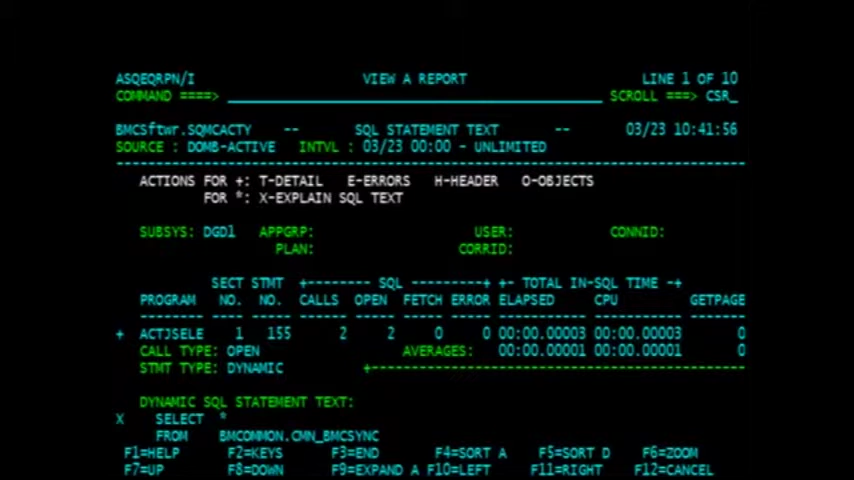 ASQEQRPN/I VIEW A REPORT LINE 1 OF 10
COMMAND ====> SCROLL ===> CSR_
BMCSftwr.SQMCACTY -- SQL STATEMENT TEXT -- 03/23 10:41:56
SOURCE : DOMB-ACTIVE INTVL : 03/23 00:00 - UNLIMITED
ACTIONS FOR +: T-DETAIL E-ERRORS H-HEADER O-OBJECTS
FOR *: X-EXPLAIN SQL TEXT
SUBSYS: DGD1 APPGRP: USER: CONNID:
PLAN: CORRID:
SECT STMT +-------- SQL ---------+ +- TOTAL IN-SQL TIME -+
PROGRAM NO. NO. CALLS OPEN FETCH ERROR ELAPSED CPU GETPAGE
-------- ---- ---- ----- ----- ----- ----- ----------- ----------- -------
+ ACTJSELE 1 155 2 2 0 0 00:00.00003 00:00.00003 0
CALL TYPE: OPEN AVERAGES: 00:00.00001 00:00.00001 0
STMT TYPE: DYNAMIC +-----------------------------------------------
DYNAMIC SQL STATEMENT TEXT:
X SELECT *
FROM BMCOMMON.CMN_BMCSYNC
F1=HELP F2=KEYS F3=END F4=SORT A F5=SORT D F6=ZOOM
F7=UP F8=DOWN F9=EXPAND A F10=LEFT F11=RIGHT F12=CANCEL